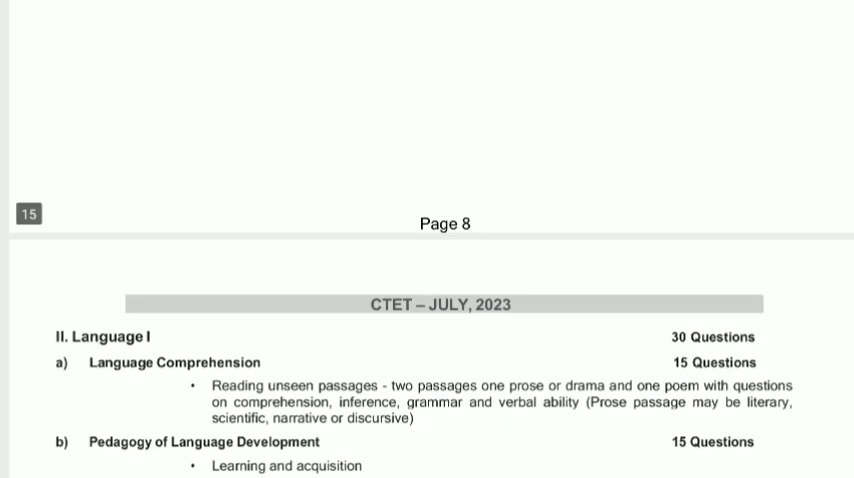 15
Page 8
CTET – JULY, 2023
II. Language I 30 Questions
a) Language Comprehension 15 Questions
• Reading unseen passages - two passages one prose or drama and one poem with questions
on comprehension, inference, grammar and verbal ability (Prose passage may be literary,
scientific, narrative or discursive)
b) Pedagogy of Language Development 15 Questions
• Learning and acquisition